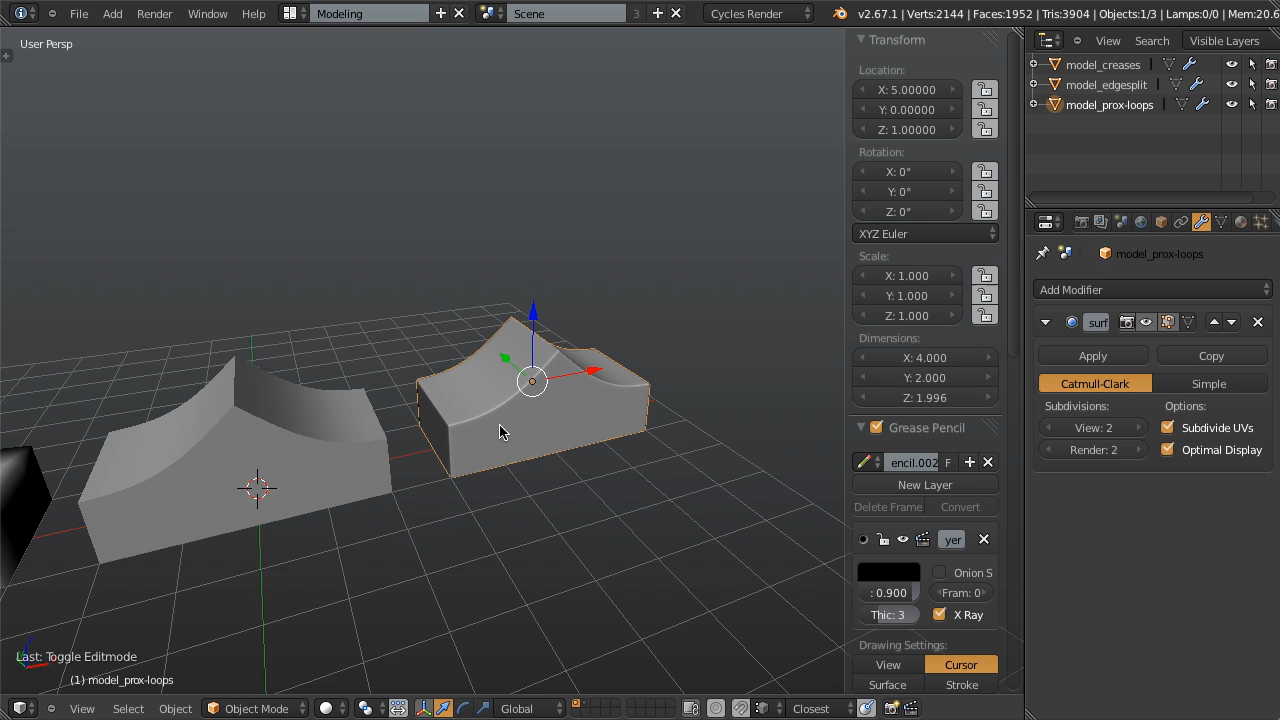 File Add Render Window Help Modeling Scene 3 Cycles Render v2.67.1 | Verts:2144 | Faces:1952 | Tris:3904 | Objects:1/3 | Lamps:0/0 | Mem:20.6
User Persp
Transform
Location:
X: 5.00000
Y: 0.00000
Z: 1.00000
Rotation:
X: 0°
Y: 0°
Z: 0°
XYZ Euler
Scale:
X: 1.000
Y: 1.000
Z: 1.000
Dimensions:
X: 4.000
Y: 2.000
Z: 1.996
Grease Pencil
encil.002 F
New Layer
Delete Frame Convert
yer
Onion S
: 0.900 Fram: 0
Thic: 3 X Ray
Drawing Settings:
View Cursor
Surface Stroke
View Search Visible Layers
model_creases
model_edgesplit
model_prox-loops
model_prox-loops
Add Modifier
surf
Apply Copy
Catmull-Clark Simple
Subdivisions: Options:
View: 2 Subdivide UVs
Render: 2 Optimal Display
Last: Toggle Editmode
(1) model_prox-loops
View Select Object Object Mode Global Closest